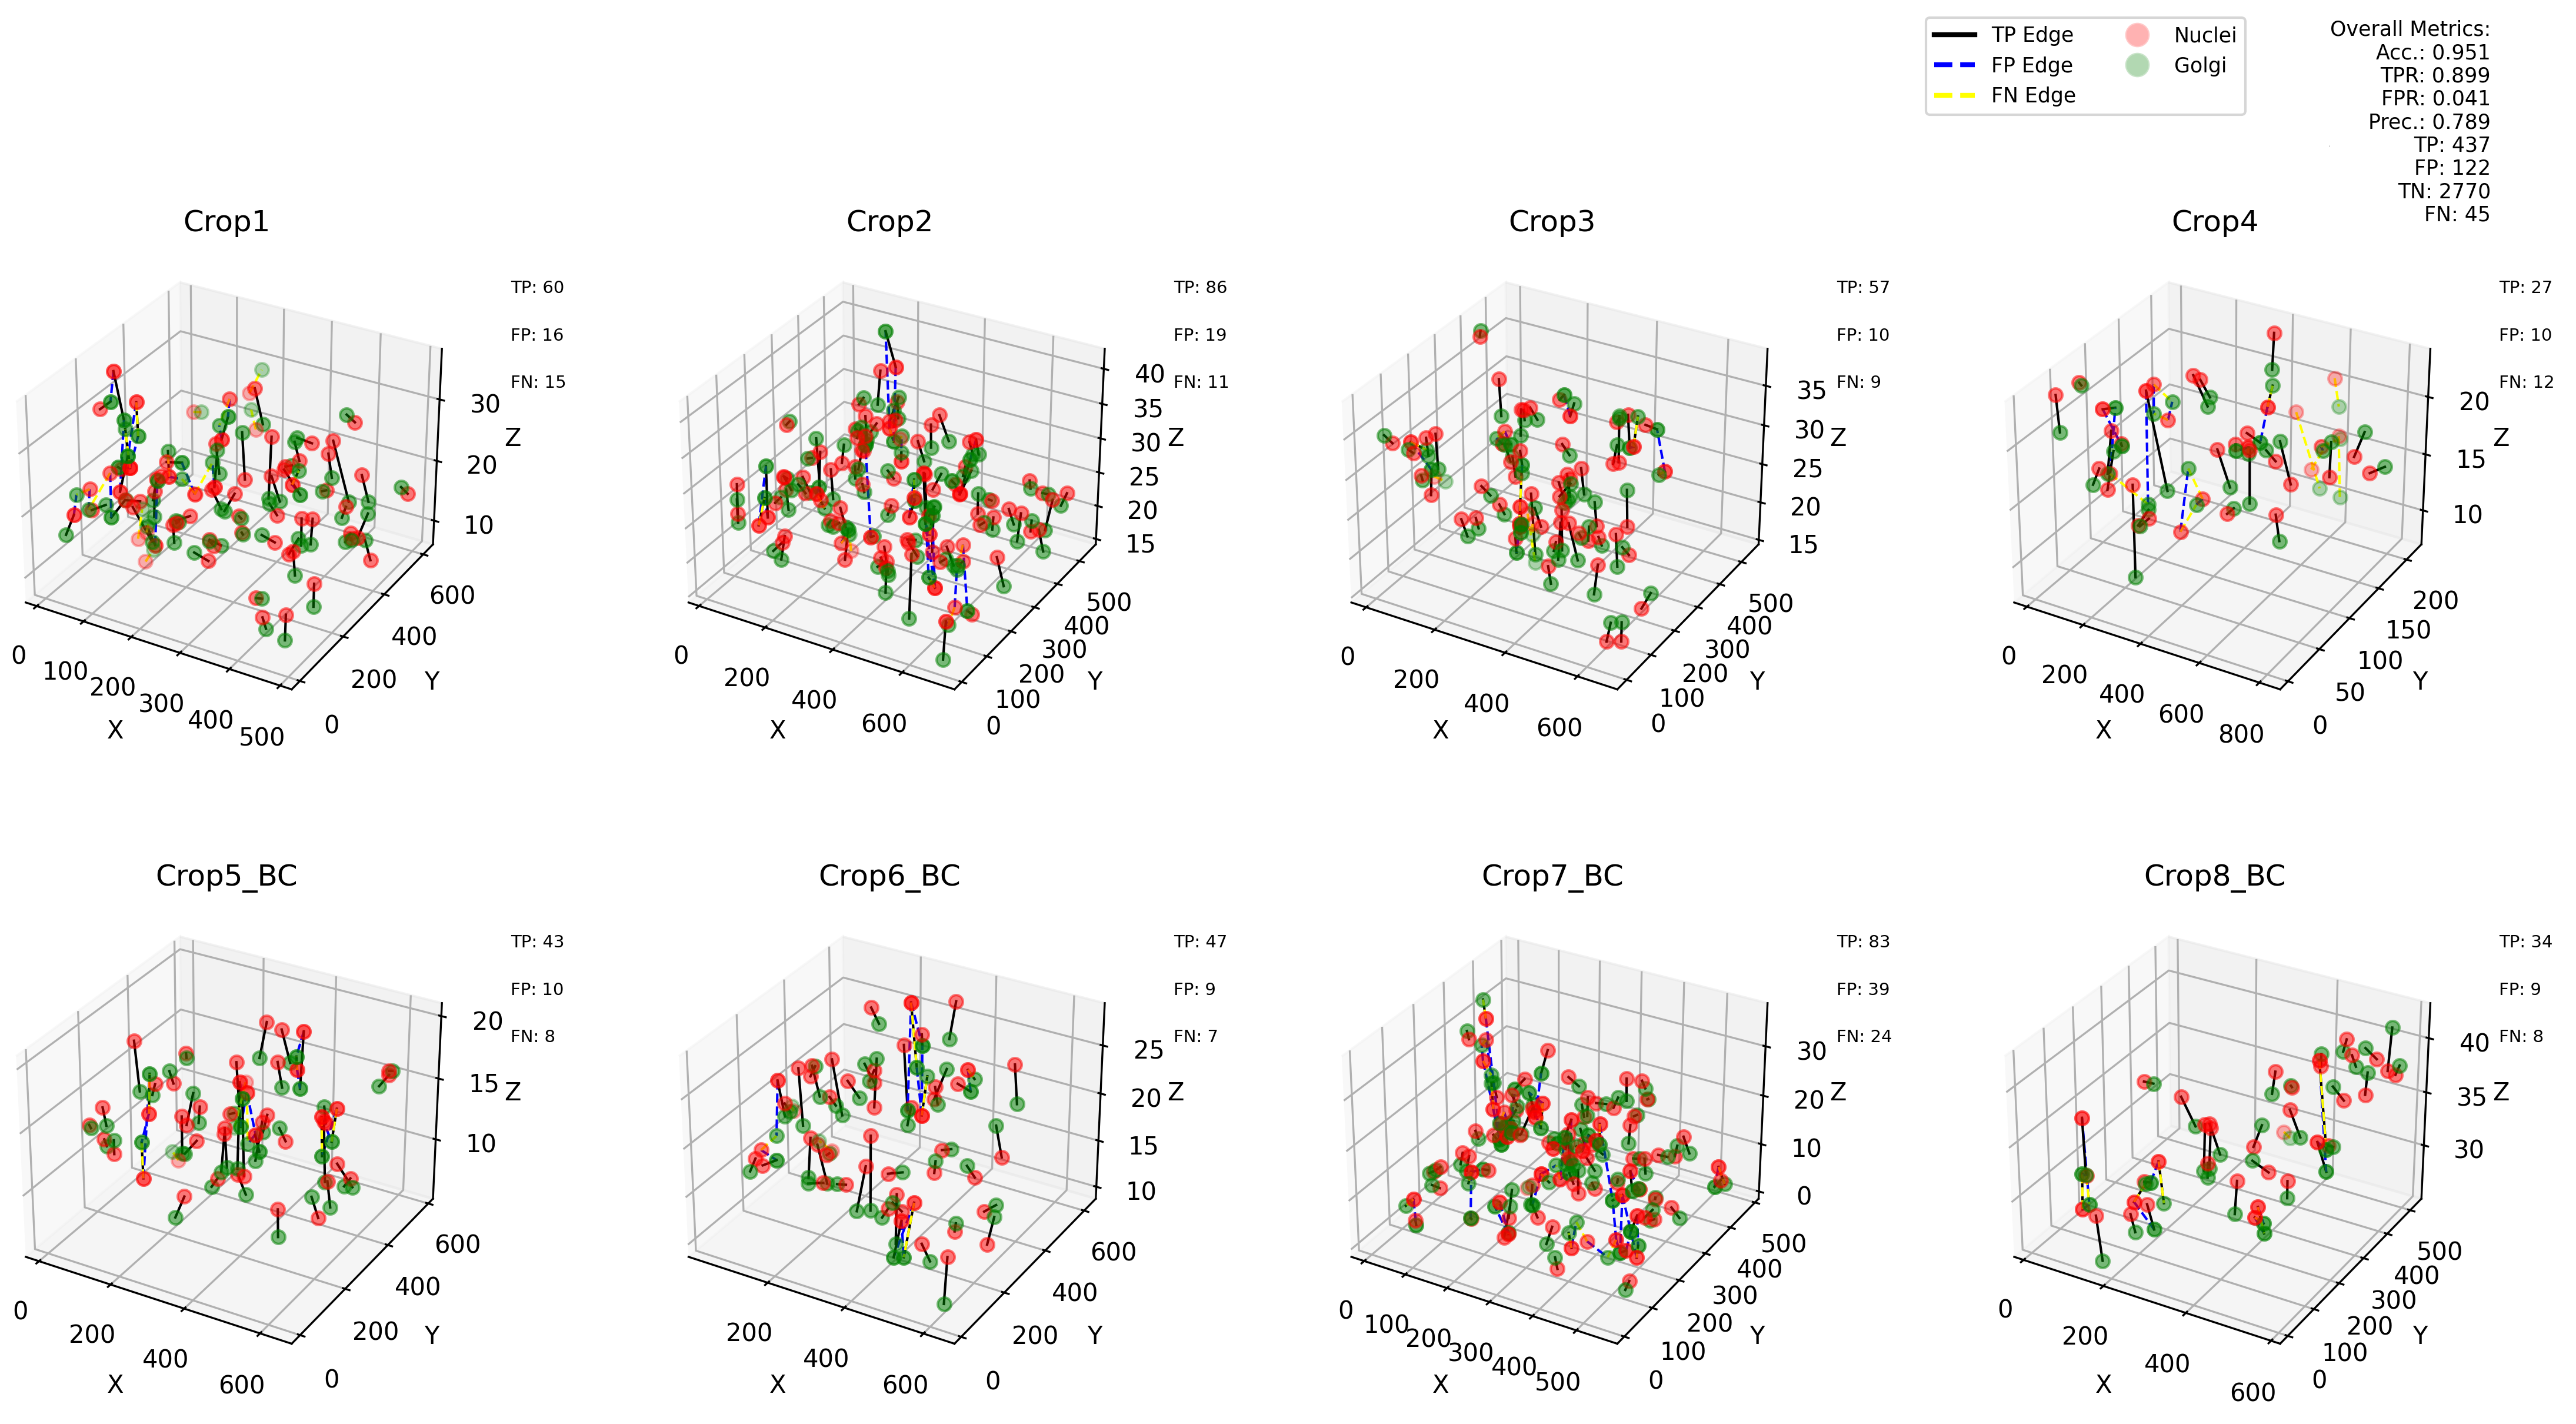 TP Edge
FP Edge
FN Edge
Nuclei
Golgi
Overall Metrics:
Acc.: 0.951
TPR: 0.899
FPR: 0.041
Prec.: 0.789
TP: 437
FP: 122
TN: 2770
FN: 45
Crop1
TP: 60
FP: 16
FN: 15
30
20
10
Z
0
100
200
300
400
500
X
0
200
400
600
Y
Crop2
TP: 86
FP: 19
FN: 11
40
35
30
25
20
15
Z
0
200
400
600
X
0
100
200
300
400
500
Y
Crop3
TP: 57
FP: 10
FN: 9
35
30
25
20
15
Z
0
200
400
600
X
0
100
200
300
400
500
Y
Crop4
TP: 27
FP: 10
FN: 12
20
15
10
Z
0
200
400
600
800
X
0
50
100
150
200
Y
Crop5_BC
TP: 43
FP: 10
FN: 8
20
15
10
Z
0
200
400
600
X
0
200
400
600
Y
Crop6_BC
TP: 47
FP: 9
FN: 7
25
20
15
10
Z
200
400
600
X
0
200
400
600
Y
Crop7_BC
TP: 83
FP: 39
FN: 24
30
20
10
0
Z
0
100
200
300
400
500
X
0
100
200
300
400
500
Y
Crop8_BC
TP: 34
FP: 9
FN: 8
40
35
30
Z
0
200
400
600
X
0
100
200
300
400
500
Y